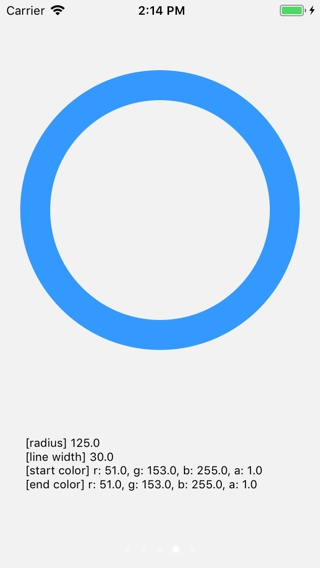 Carrier 2:14 PM
[radius] 125.0
[line width] 30.0
[start color] r: 51.0, g: 153.0, b: 255.0, a: 1.0
[end color] r: 51.0, g: 153.0, b: 255.0, a: 1.0